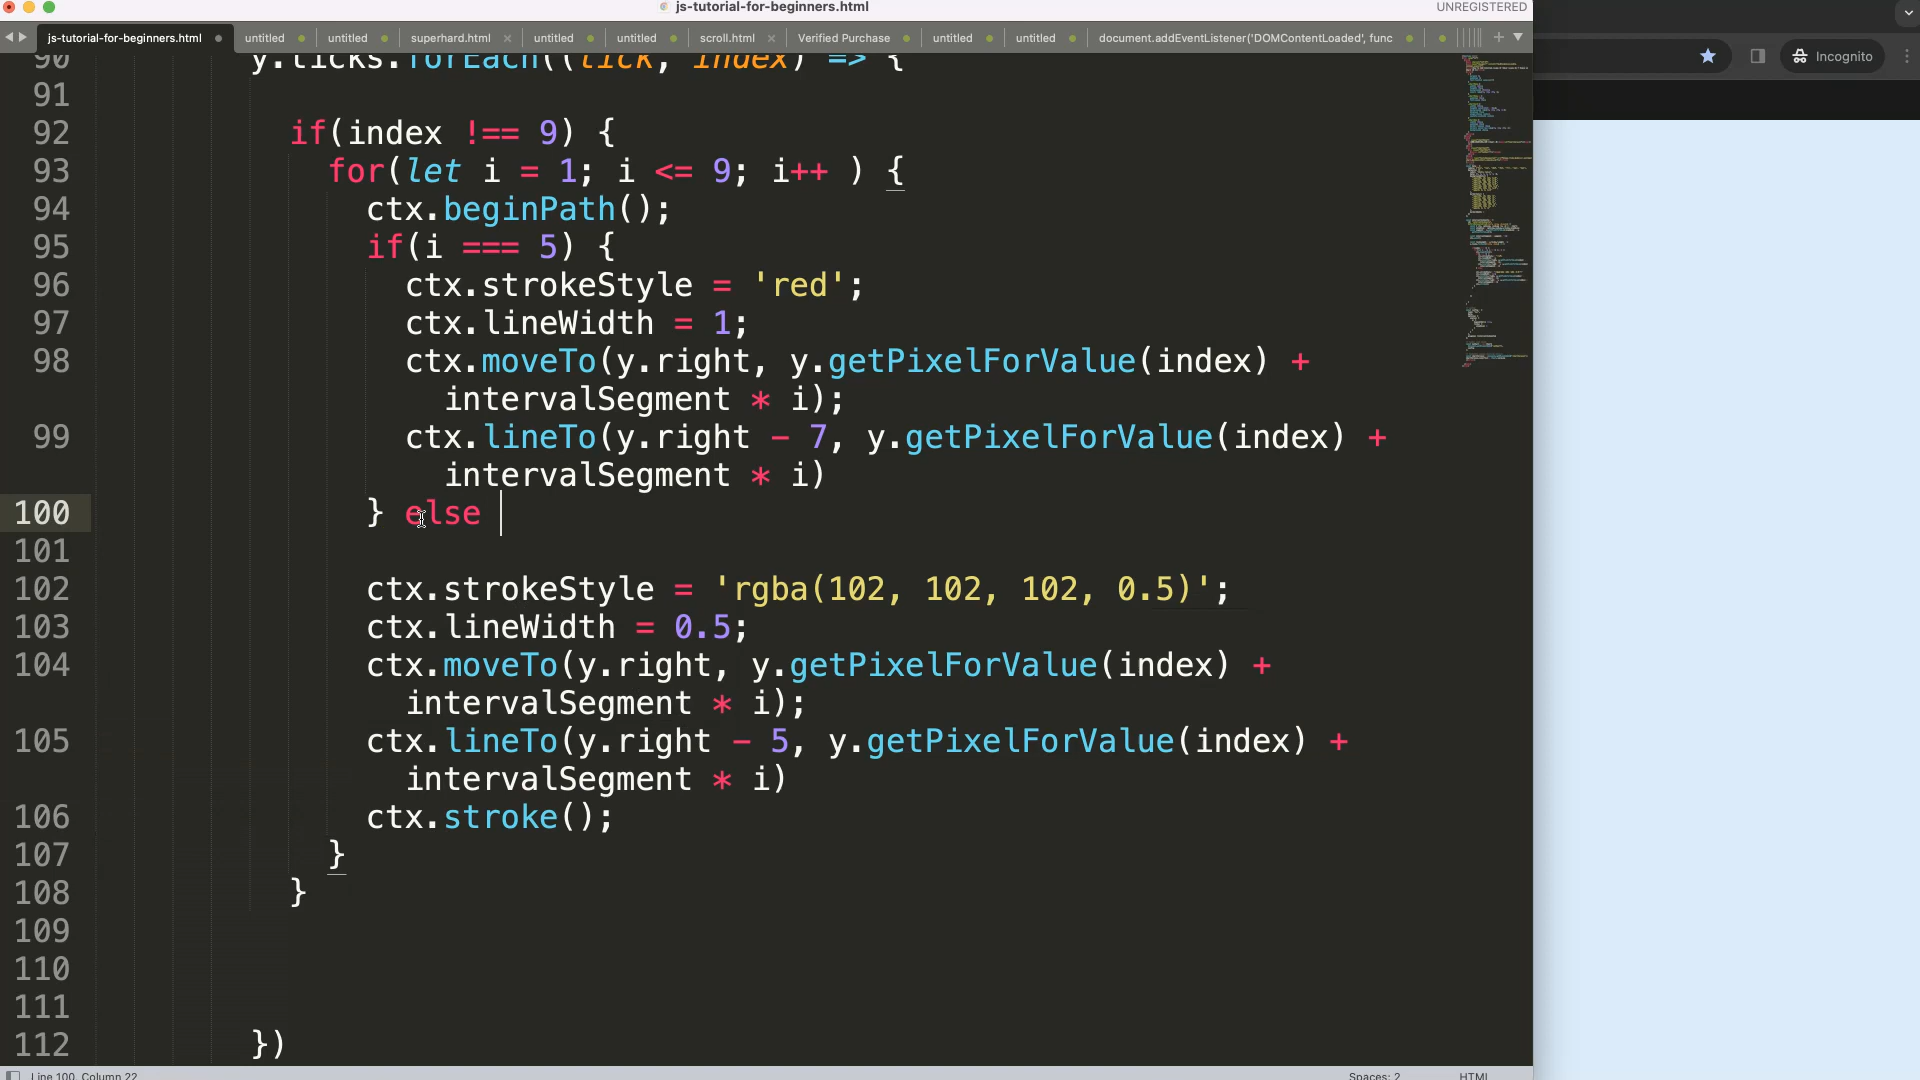 js-tutorial-for-beginners.html
UNREGISTERED
js-tutorial-for-beginners.html untitled untitled superhard.html untitled untitled scroll.html Verified Purchase untitled untitled document.addEventListener('DOMContentLoaded', func
Incognito
90 y.ticks.forEach((tick, index) => {
91
92 if(index !== 9) {
93 for(let i = 1; i <= 9; i++ ) {
94 ctx.beginPath();
95 if(i === 5) {
96 ctx.strokeStyle = 'red';
97 ctx.lineWidth = 1;
98 ctx.moveTo(y.right, y.getPixelForValue(index) +
intervalSegment * i);
99 ctx.lineTo(y.right - 7, y.getPixelForValue(index) +
intervalSegment * i)
100 } else
101
102 ctx.strokeStyle = 'rgba(102, 102, 102, 0.5)';
103 ctx.lineWidth = 0.5;
104 ctx.moveTo(y.right, y.getPixelForValue(index) +
intervalSegment * i);
105 ctx.lineTo(y.right - 5, y.getPixelForValue(index) +
intervalSegment * i)
106 ctx.stroke();
107 }
108 }
109
110
111
112 })
Line 100, Column 22
Spaces: 2
HTML